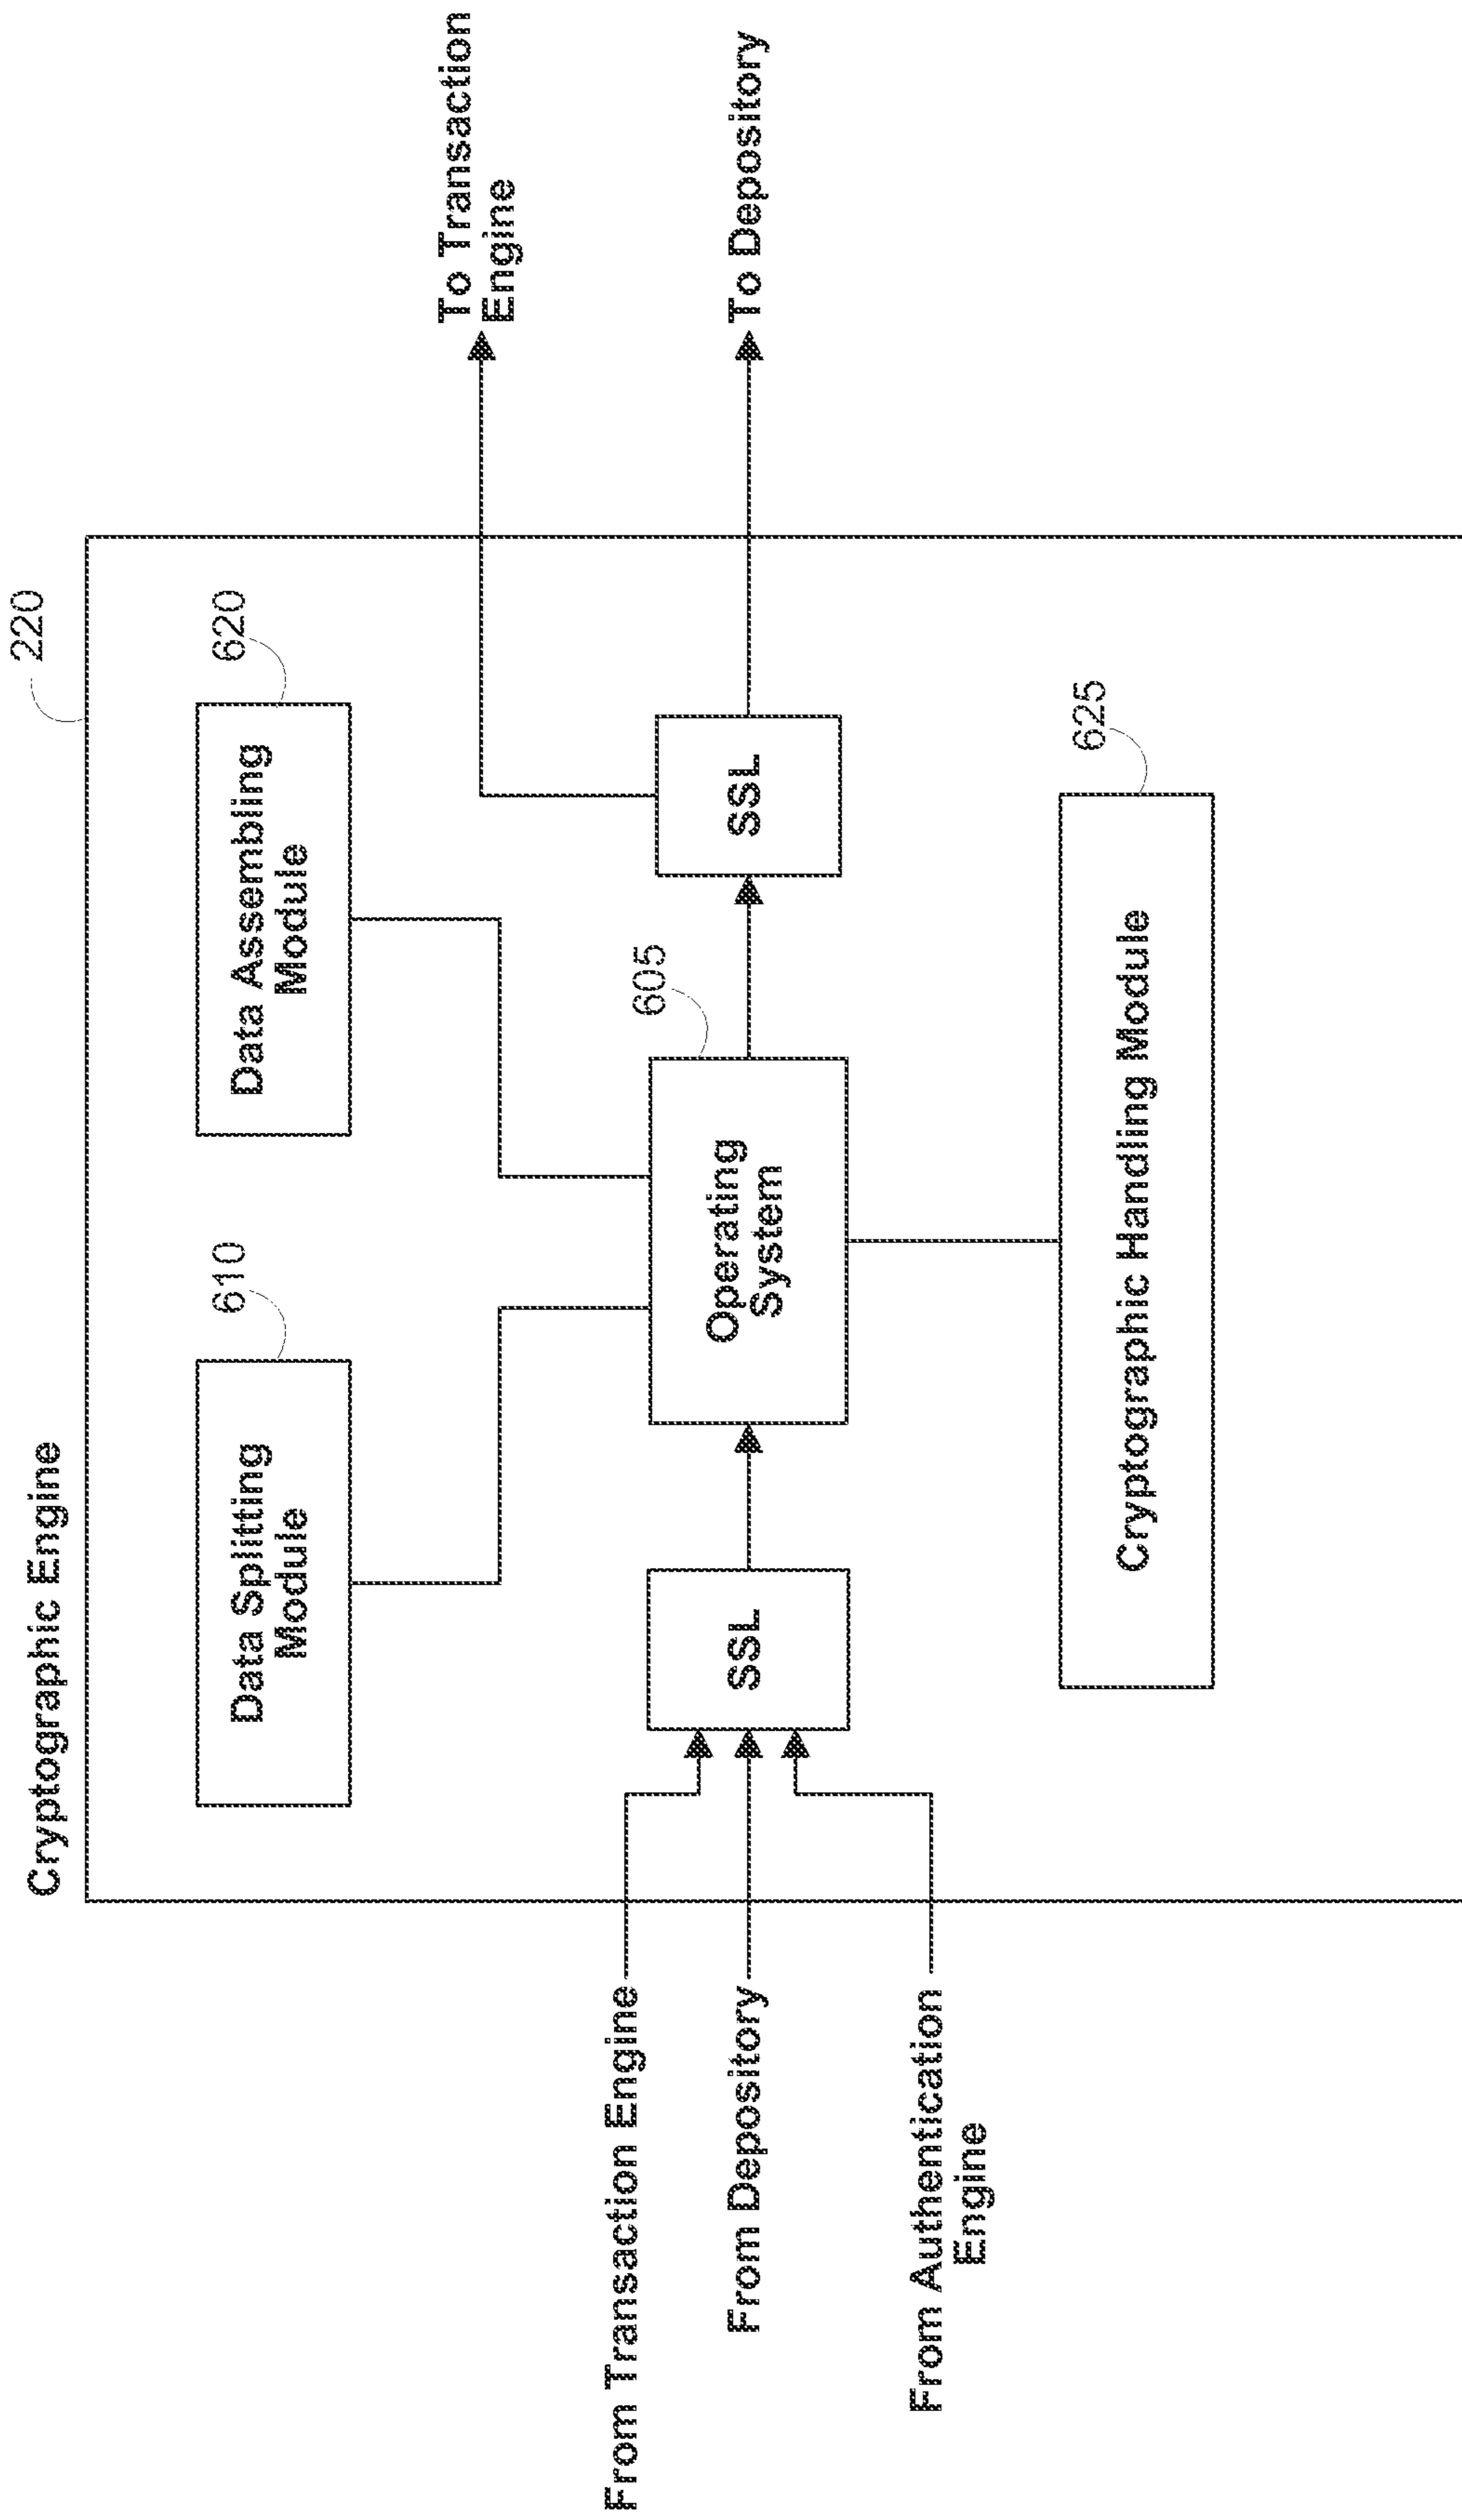 Cryptographic Engine
220
Data Splitting
Module
610
Data Assembling
Module
620
From Transaction Engine
From Depository
From Authentication
Engine
SSL
Operating
System
605
SSL
To Transaction
Engine
To Depository
Cryptographic Handling Module
625